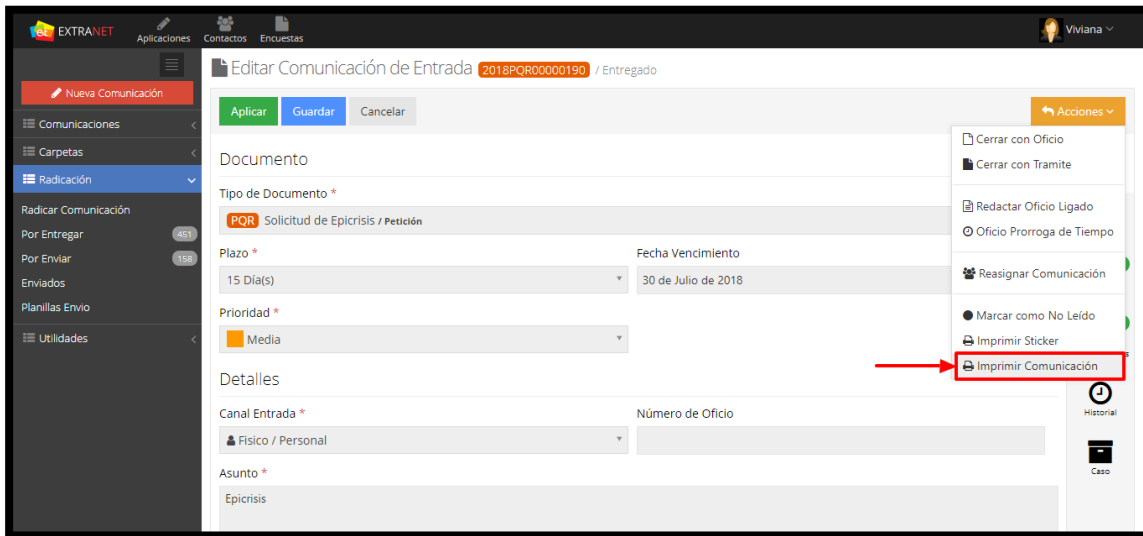 EXTRANET
Aplicaciones
Contactos
Encuestas
Viviana
Nueva Comunicación
Comunicaciones
Carpetas
Radicación
Radicar Comunicación
Por Entregar 451
Por Enviar 158
Enviados
Planillas Envio
Utilidades
Editar Comunicación de Entrada 2018PQR00000190 / Entregado
Aplicar Guardar Cancelar
Acciones
Cerrar con Oficio
Cerrar con Tramite
Redactar Oficio Ligado
Oficio Prorroga de Tiempo
Reasignar Comunicación
Marcar como No Leído
Imprimir Sticker
Imprimir Comunicación
Documento
Tipo de Documento *
PQR Solicitud de Epicrisis / Petición
Plazo *
15 Día(s)
Fecha Vencimiento
30 de Julio de 2018
Prioridad *
Media
Detalles
Canal Entrada *
Fisico / Personal
Número de Oficio
Asunto *
Epicrisis
Historial
Caso